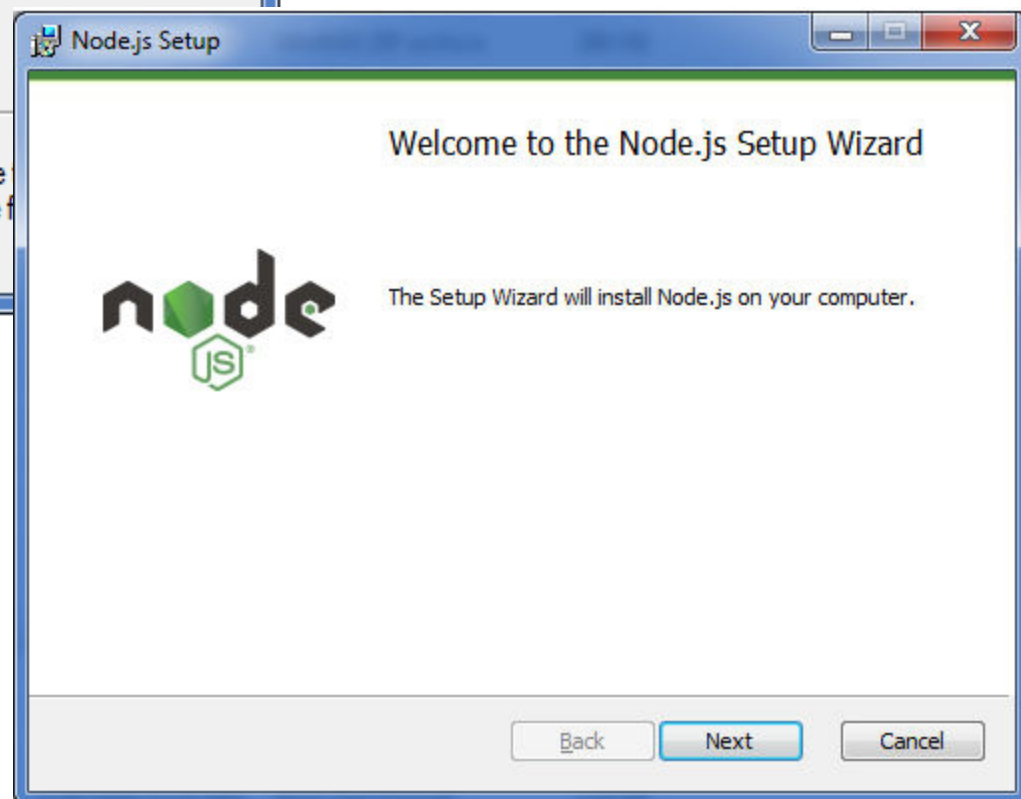 Node.js Setup
Welcome to the Node.js Setup Wizard
The Setup Wizard will install Node.js on your computer.
node
JS®
Back Next Cancel